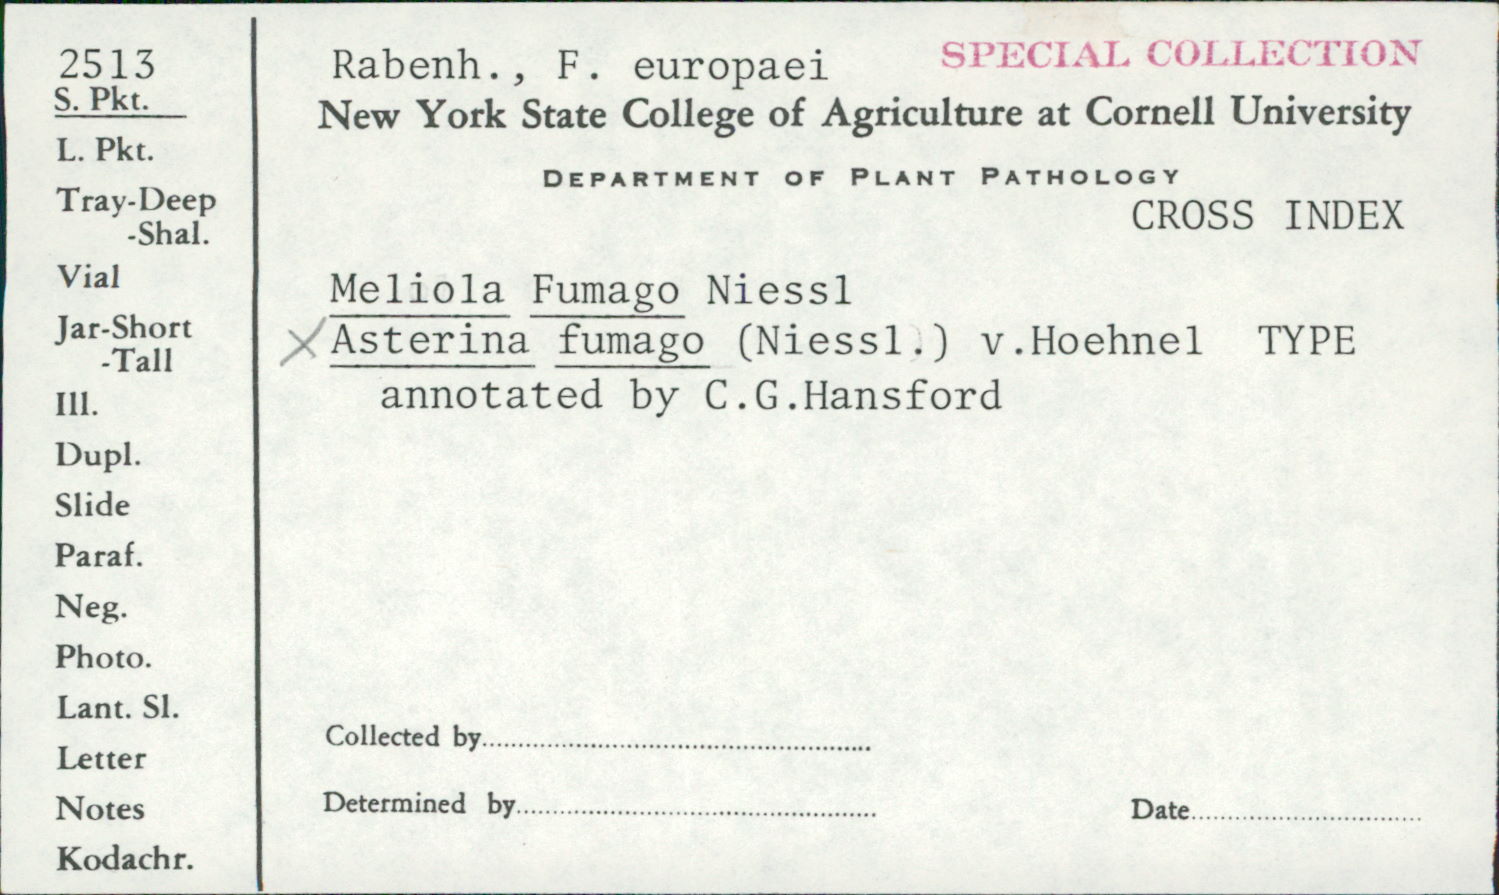 2513
S. Pkt.
L. Pkt.
Tray-Deep
-Shal.
Vial
Jar-Short
-Tall
Ill.
Dupl.
Slide
Paraf.
Neg.
Photo.
Lant. Sl.
Letter
Notes
Kodachr.
Rabenh., F. europaei SPECIAL COLLECTION
New York State College of Agriculture at Cornell University
DEPARTMENT OF PLANT PATHOLOGY
CROSS INDEX
Meliola Fumago Niessl
X Asterina fumago (Niessl.) v.Hoehnel TYPE
annotated by C.G.Hansford
Collected by
Determined by Date